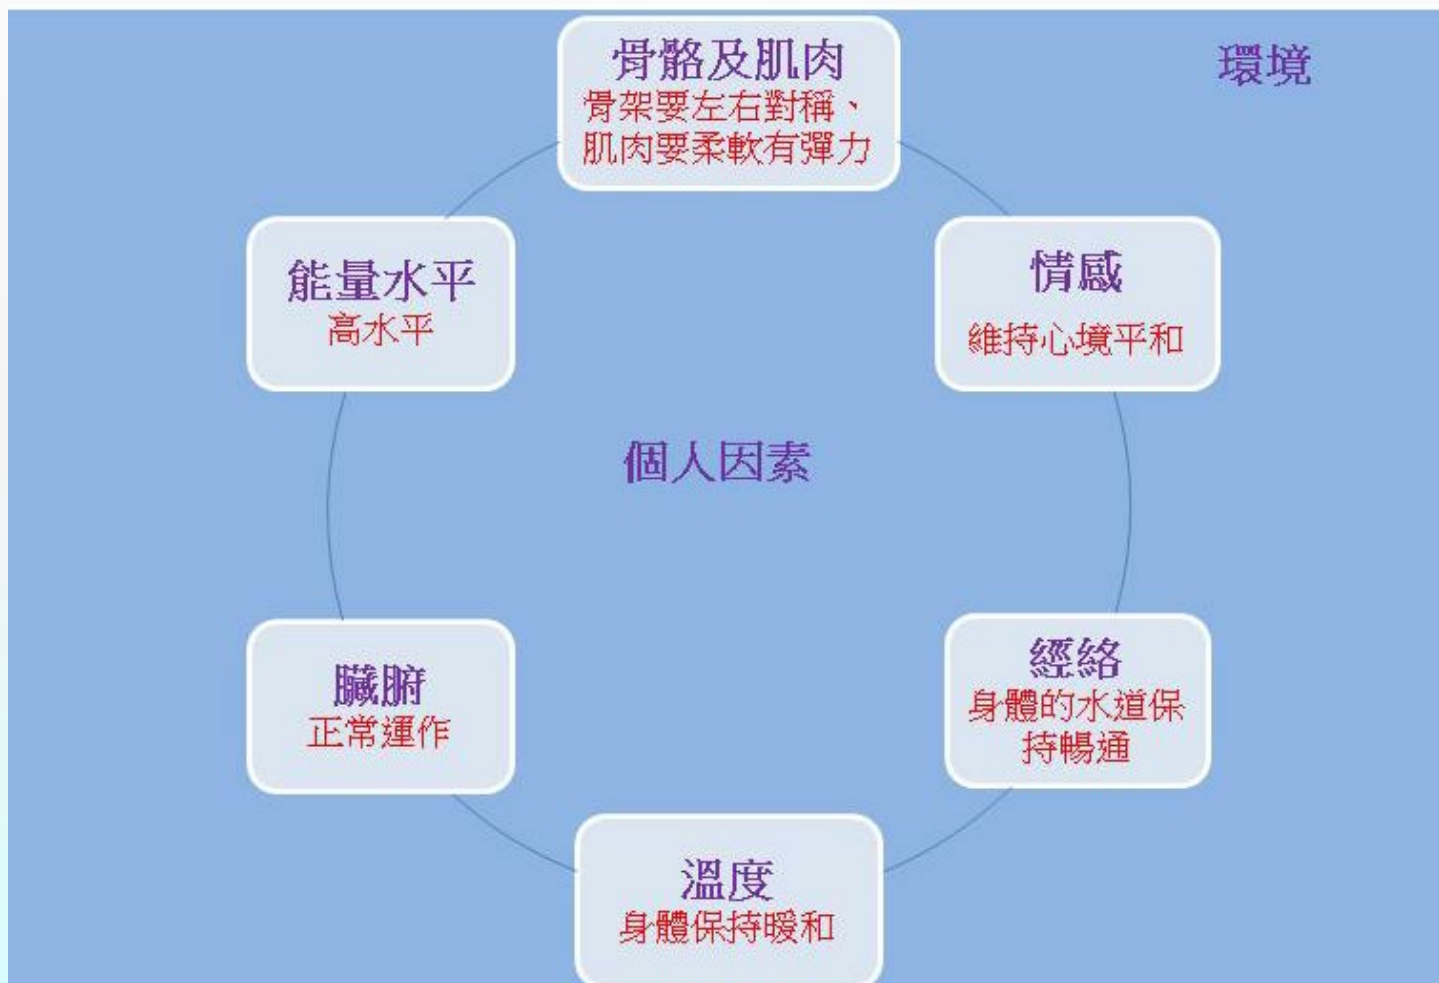 骨骼及肌肉
骨架要左右對稱、
肌肉要柔軟有彈力
環境
能量水平
高水平
情感
維持心境平和
個人因素
臟腑
正常運作
經絡
身體的水道保
持暢通
溫度
身體保持暖和